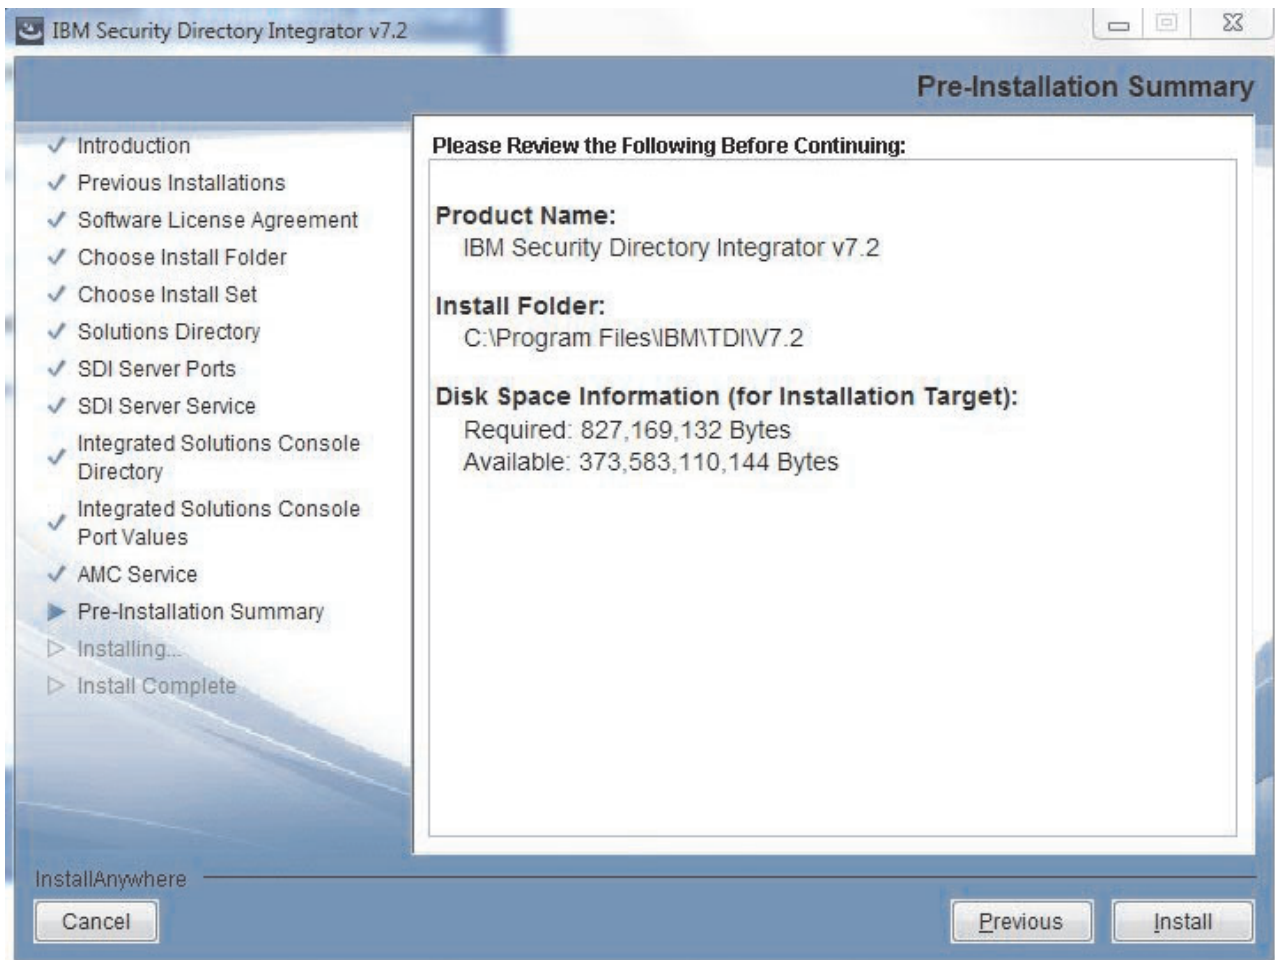 IBM Security Directory Integrator v7.2
Pre-Installation Summary
Introduction
Previous Installations
Software License Agreement
Choose Install Folder
Choose Install Set
Solutions Directory
SDI Server Ports
SDI Server Service
Integrated Solutions Console
Directory
Integrated Solutions Console
Port Values
AMC Service
Pre-Installation Summary
Installing...
Install Complete
Please Review the Following Before Continuing:
Product Name:
IBM Security Directory Integrator v7.2
Install Folder:
C:\Program Files\IBM\TDI\V7.2
Disk Space Information (for Installation Target):
Required: 827,169,132 Bytes
Available: 373,583,110,144 Bytes
InstallAnywhere
Cancel
Previous
Install